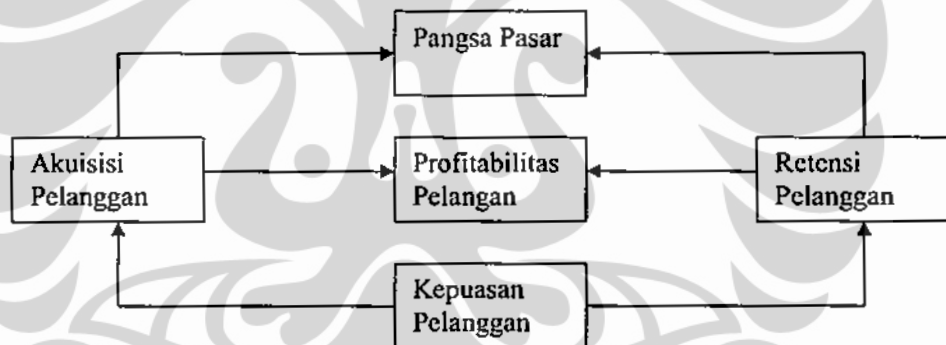 Pangsa Pasar
Akuisisi
Pelanggan
Profitabilitas
Pelangan
Retensi
Pelanggan
Kepuasan
Pelanggan